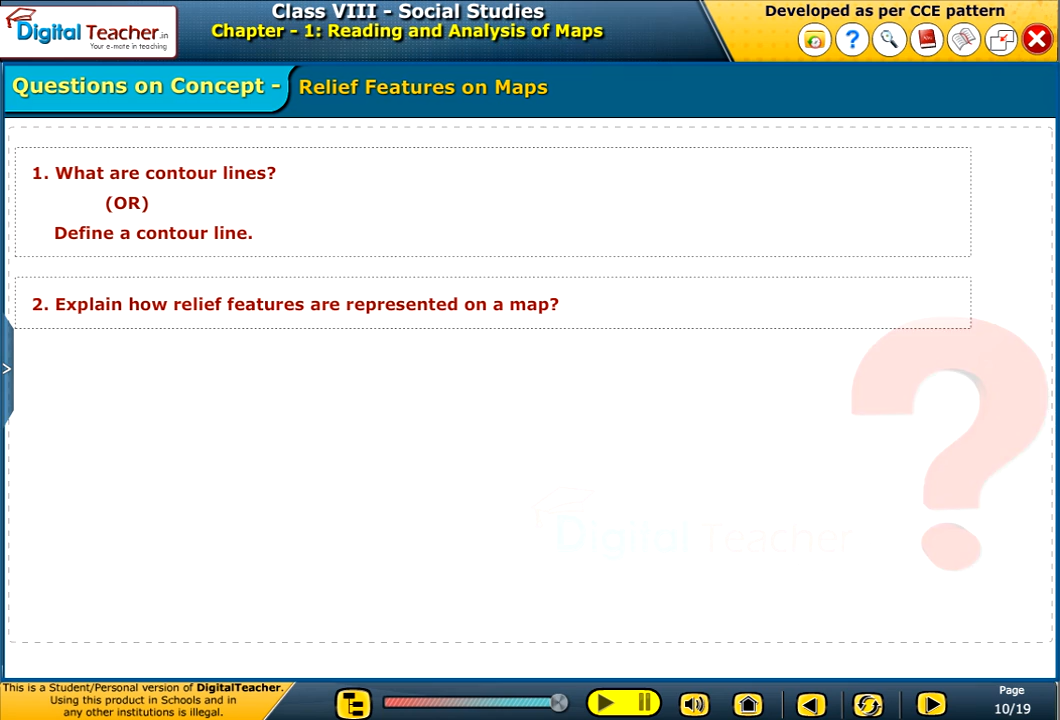 Digital Teacher.in
Your e-mate in teaching
Class VIII - Social Studies
Chapter - 1: Reading and Analysis of Maps
Developed as per CCE pattern
?
Questions on Concept -
Relief Features on Maps
1. What are contour lines?
(OR)
Define a contour line.
2. Explain how relief features are represented on a map?
>
?
Digital Teacher
This is a Student/Personal version of DigitalTeacher.
Using this product in Schools and in
any other institutions is illegal.
Page
10/19